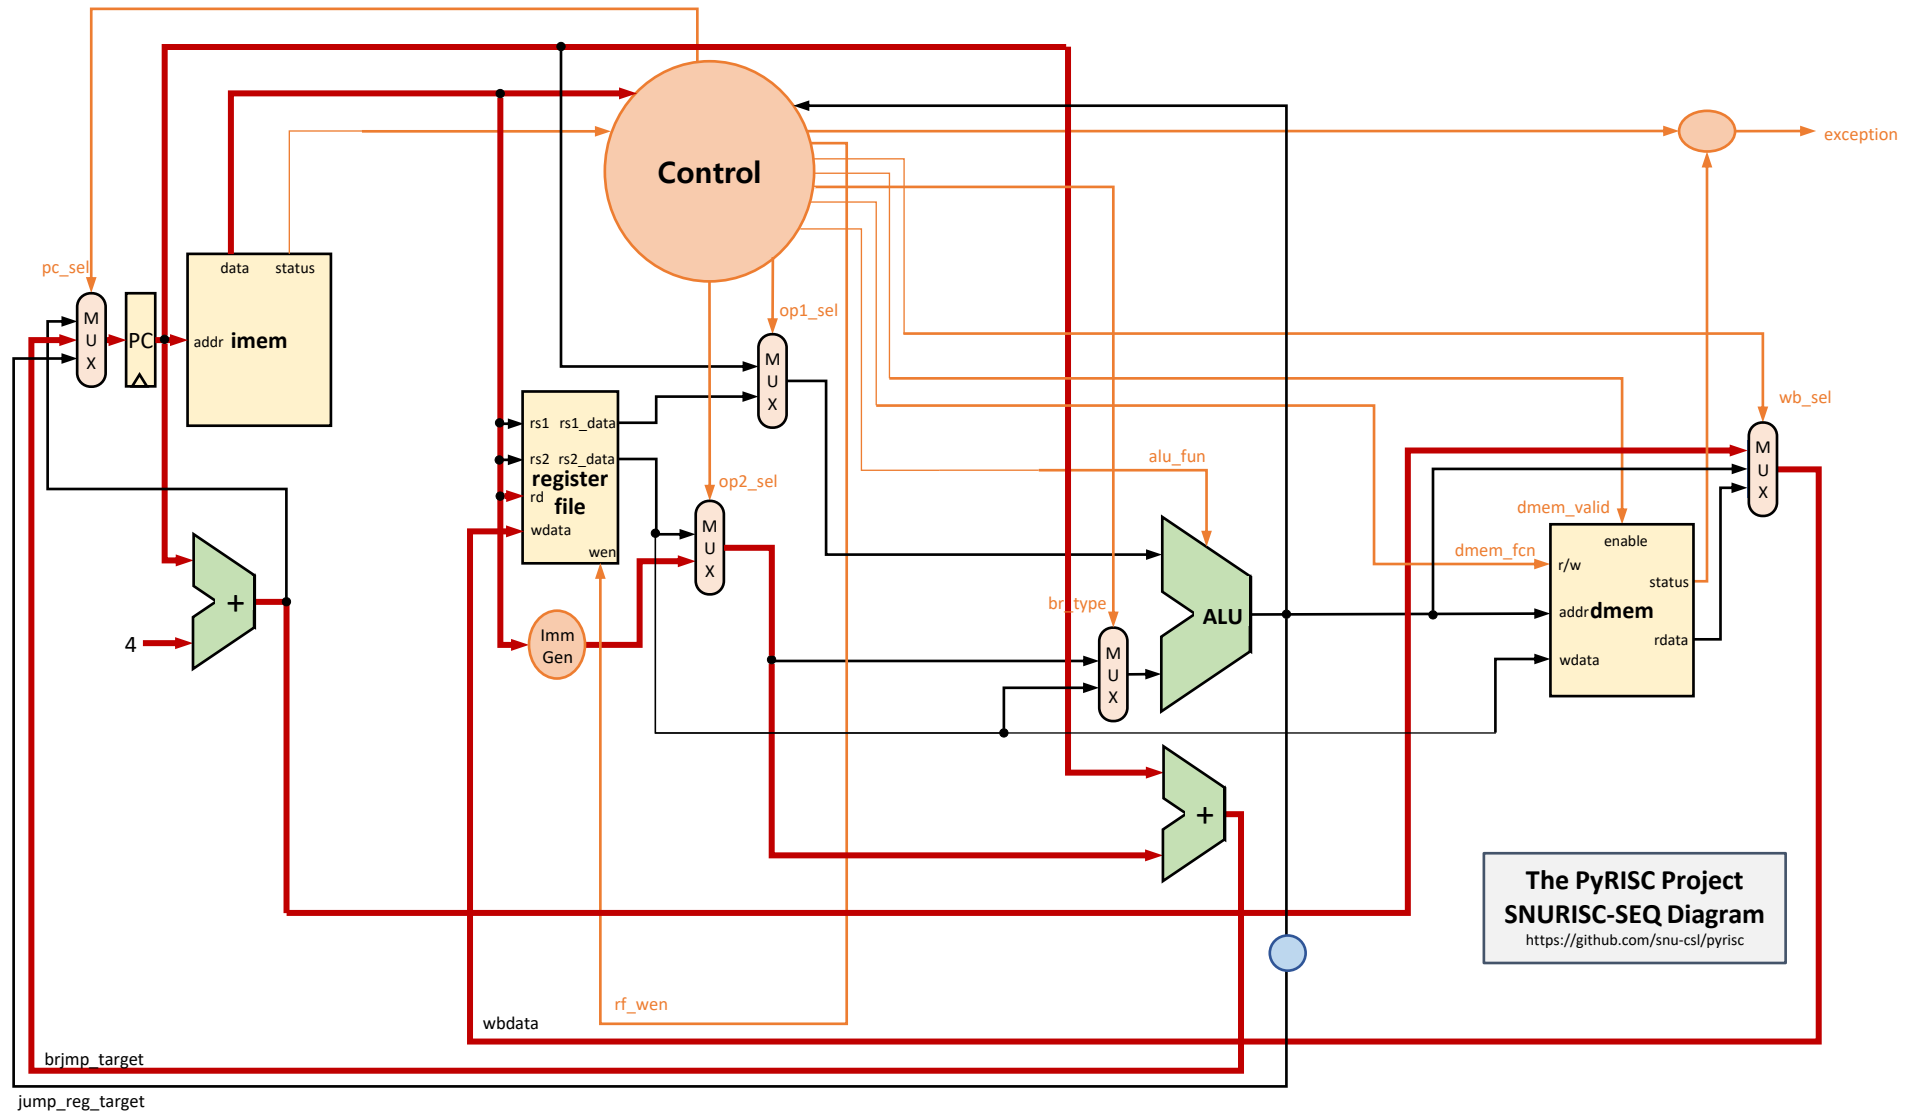 exception
Control
pc_sel
data
status
op1_sel
M
U
X
PC
addr
imem
M
U
X
wb_sel
rs1
rs1_data
rs2
rs2_data
register
file
rd
wdata
wen
op2_sel
M
U
X
alu_fun
M
U
X
dmem_valid
enable
dmem_fcn
r/w
status
addr
dmem
rdata
wdata
+
4
Imm
Gen
br_type
M
U
X
ALU
+
The PyRISC Project
SNURISC-SEQ Diagram
https://github.com/snu-csl/pyrisc
rf_wen
wbdata
brjmp_target
jump_reg_target